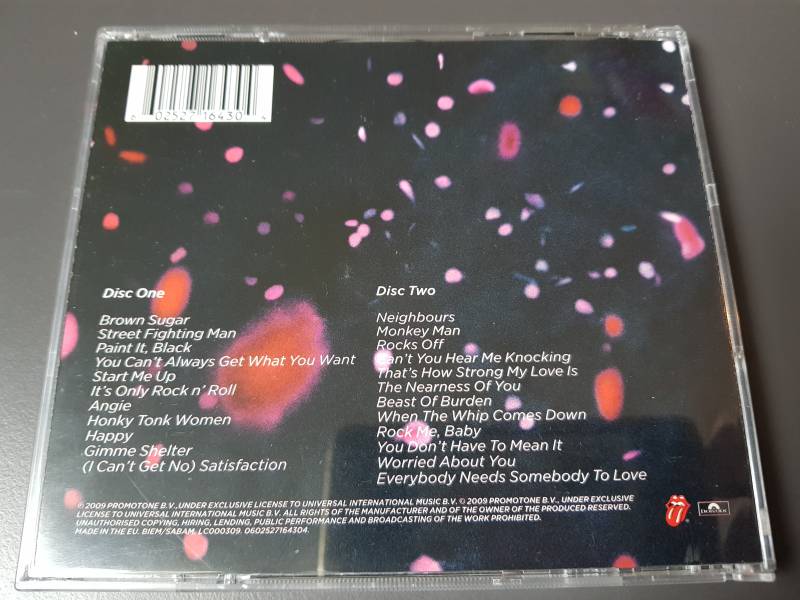 6 02527 16430 4
Disc One
Brown Sugar
Street Fighting Man
Paint It, Black
You Can't Always Get What You Want
Start Me Up
It's Only Rock n' Roll
Angie
Honky Tonk Women
Happy
Gimme Shelter
(I Can't Get No) Satisfaction
Disc Two
Neighbours
Monkey Man
Rocks Off
Can't You Hear Me Knocking
That's How Strong My Love Is
The Nearness Of You
Beast Of Burden
When The Whip Comes Down
Rock Me, Baby
You Don't Have To Mean It
Worried About You
Everybody Needs Somebody To Love
℗ 2009 PROMOTONE B.V., UNDER EXCLUSIVE LICENSE TO UNIVERSAL INTERNATIONAL MUSIC B.V. © 2009 PROMOTONE B.V., UNDER EXCLUSIVE
LICENSE TO UNIVERSAL INTERNATIONAL MUSIC B.V. ALL RIGHTS OF THE MANUFACTURER AND OF THE OWNER OF THE PRODUCED RESERVED.
UNAUTHORISED COPYING, HIRING, LENDING, PUBLIC PERFORMANCE AND BROADCASTING OF THE WORK PROHIBITED.
MADE IN THE EU. BIEM/SABAM. LC000309. 0602527164304.